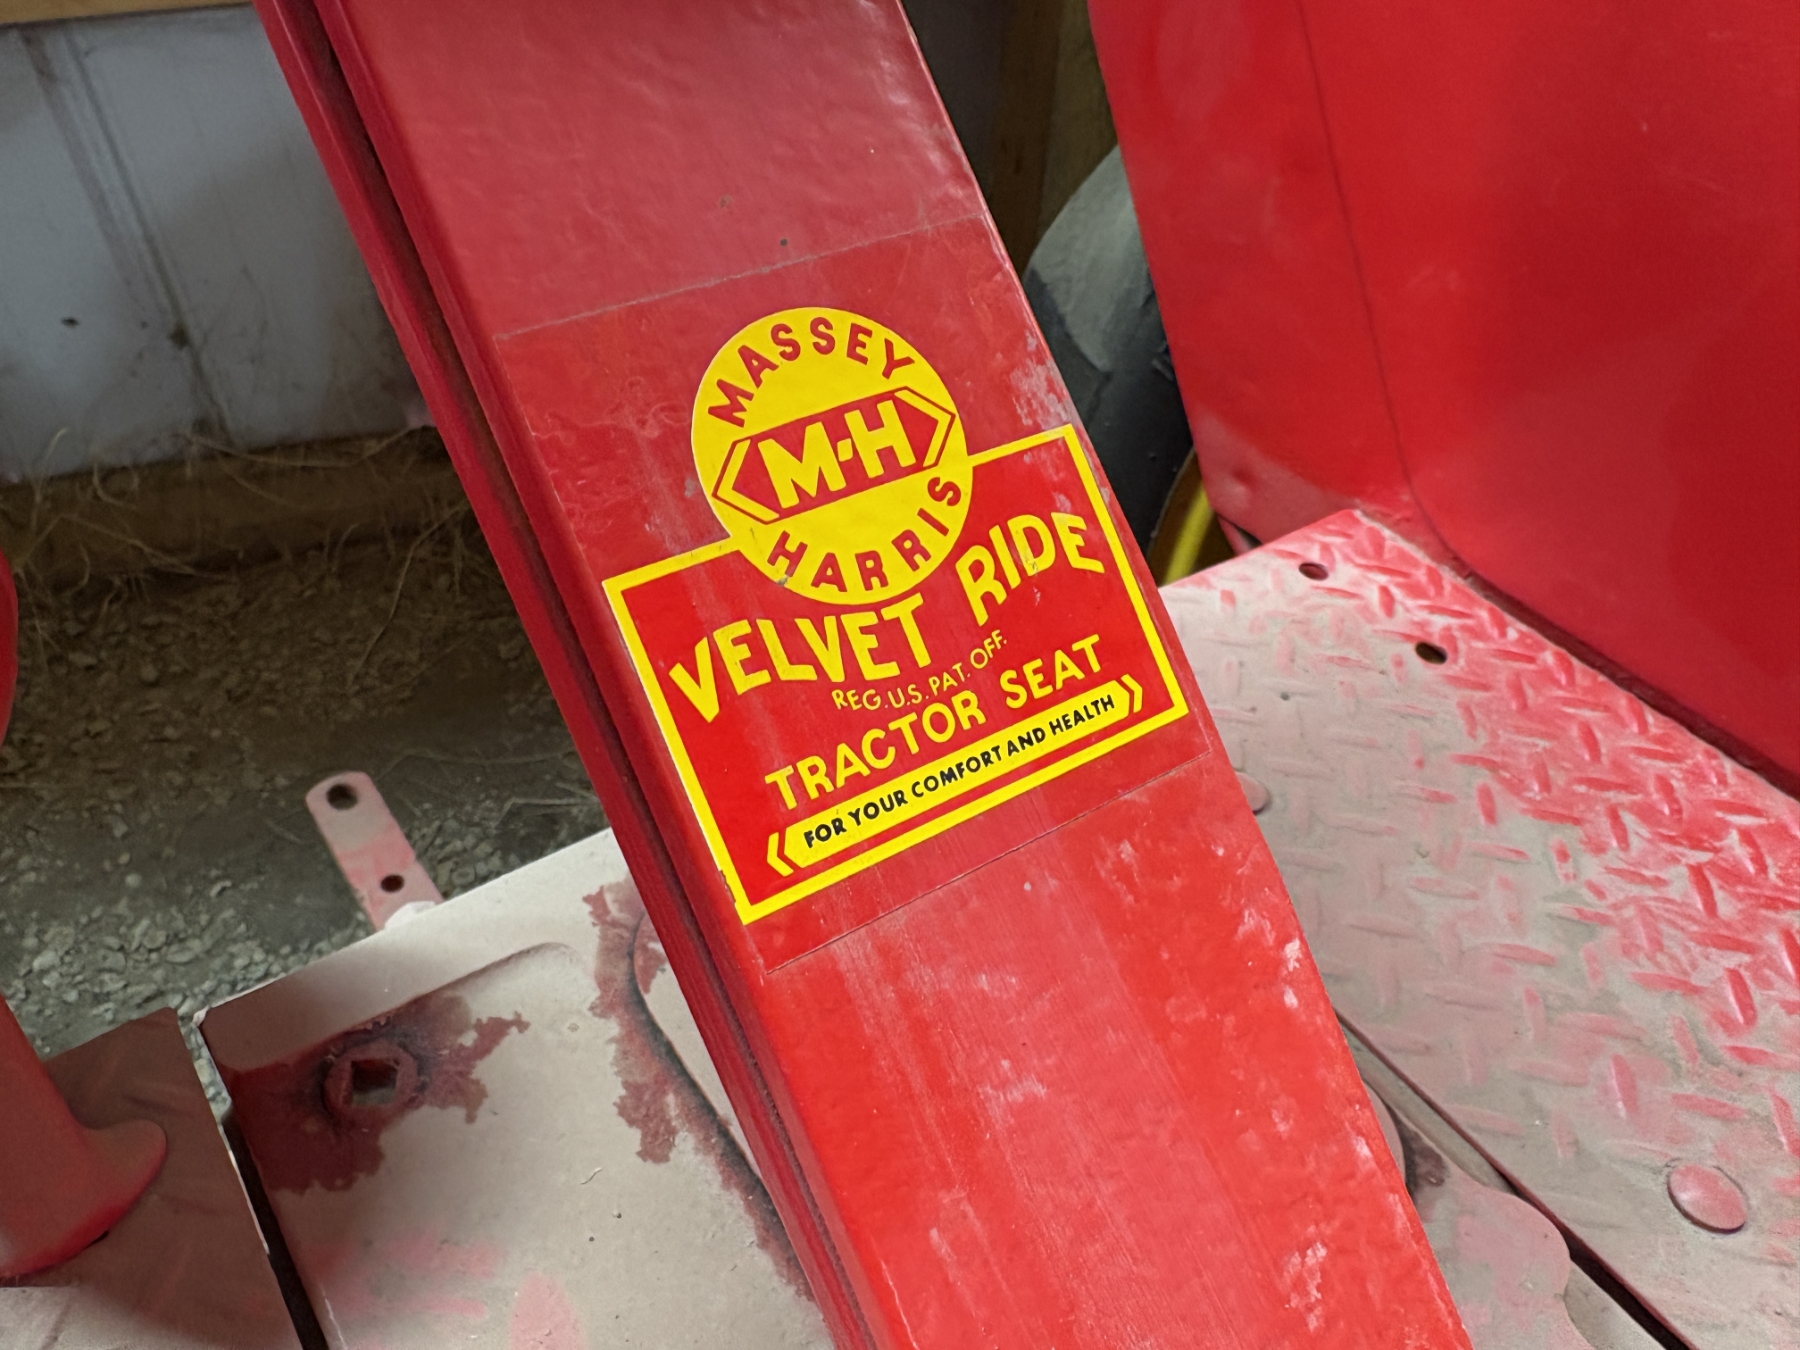 MASSEY
M-H
HARRIS
VELVET RIDE
REG. U.S. PAT. OFF.
TRACTOR SEAT
FOR YOUR COMFORT AND HEALTH